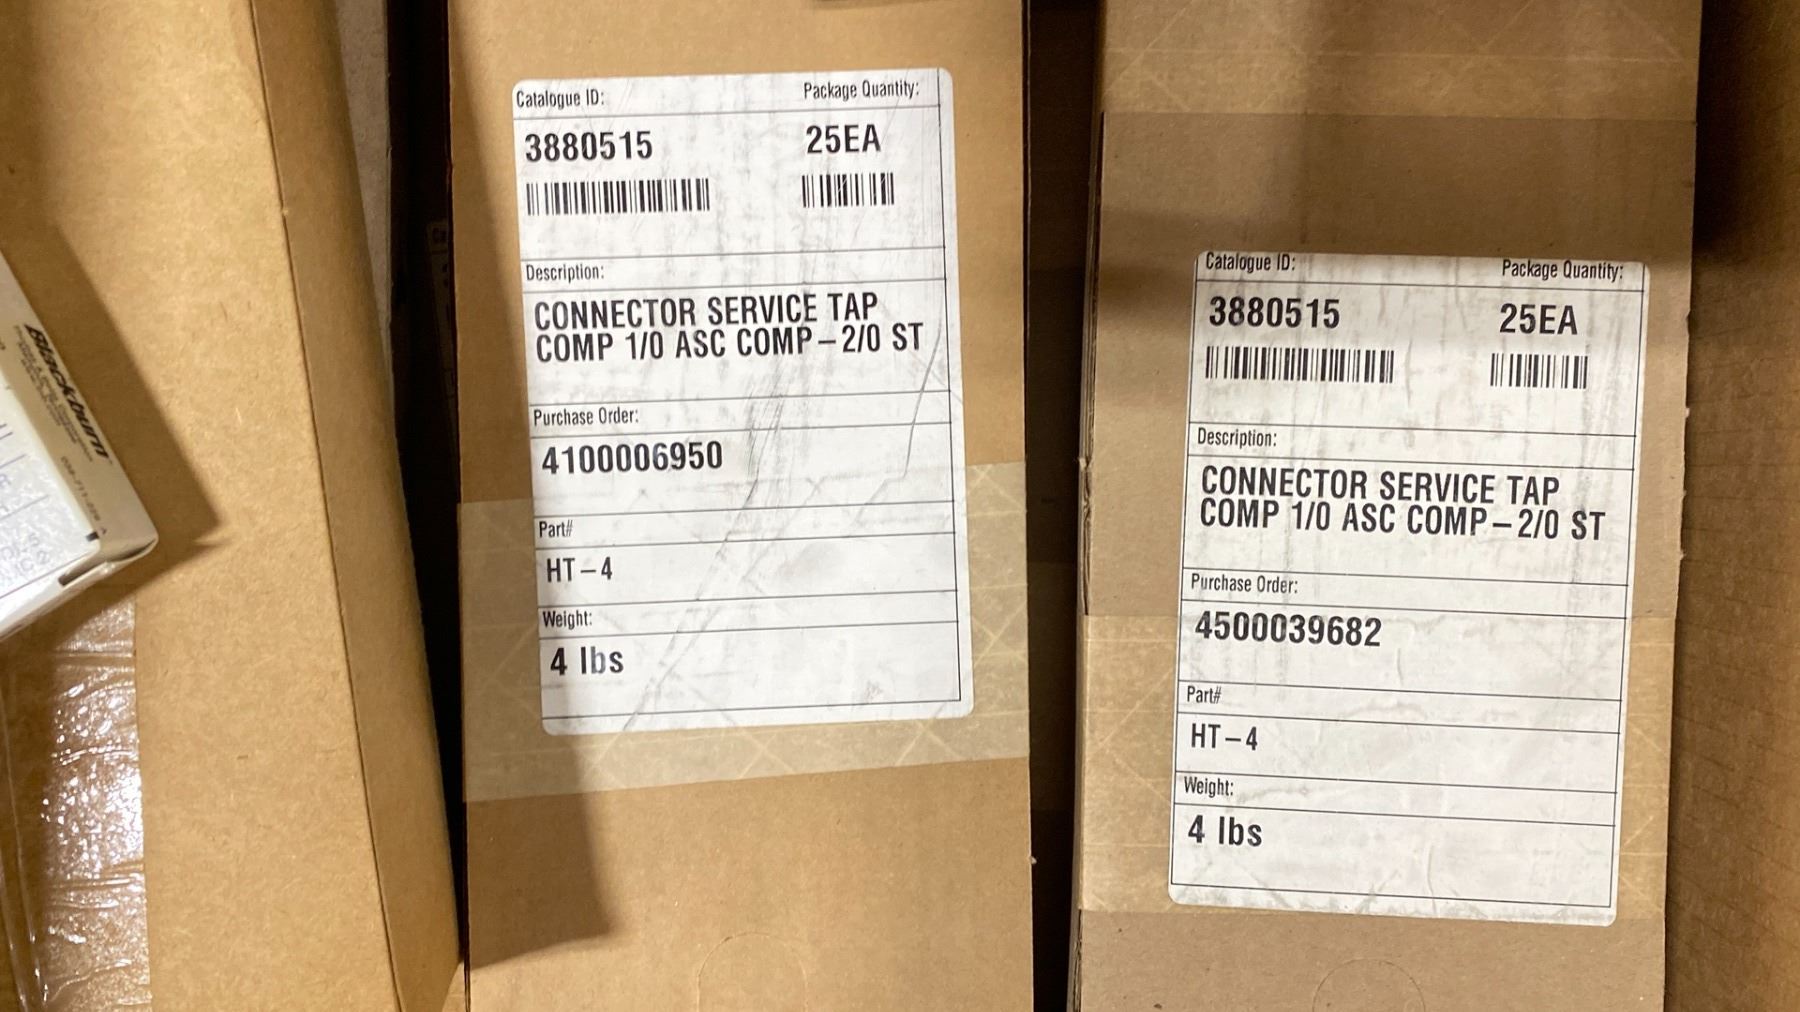 Blackburn
Catalogue ID: Package Quantity:
3880515 25EA
Description:
CONNECTOR SERVICE TAP
COMP 1/0 ASC COMP–2/0 ST
Purchase Order:
4100006950
Part#
HT–4
Weight:
4 lbs
Catalogue ID: Package Quantity:
3880515 25EA
Description:
CONNECTOR SERVICE TAP
COMP 1/0 ASC COMP–2/0 ST
Purchase Order:
4500039682
Part#
HT–4
Weight:
4 lbs